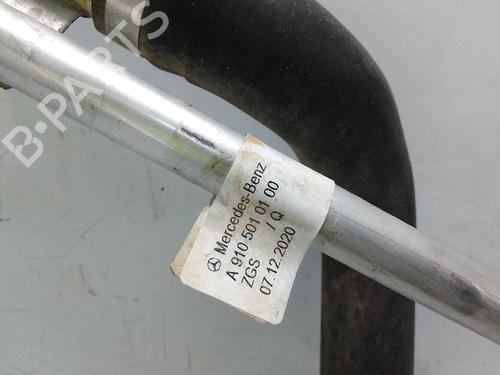 B-PARTS
Mercedes-Benz
A 910 501 01 00
ZGS / Q
07.12.2020